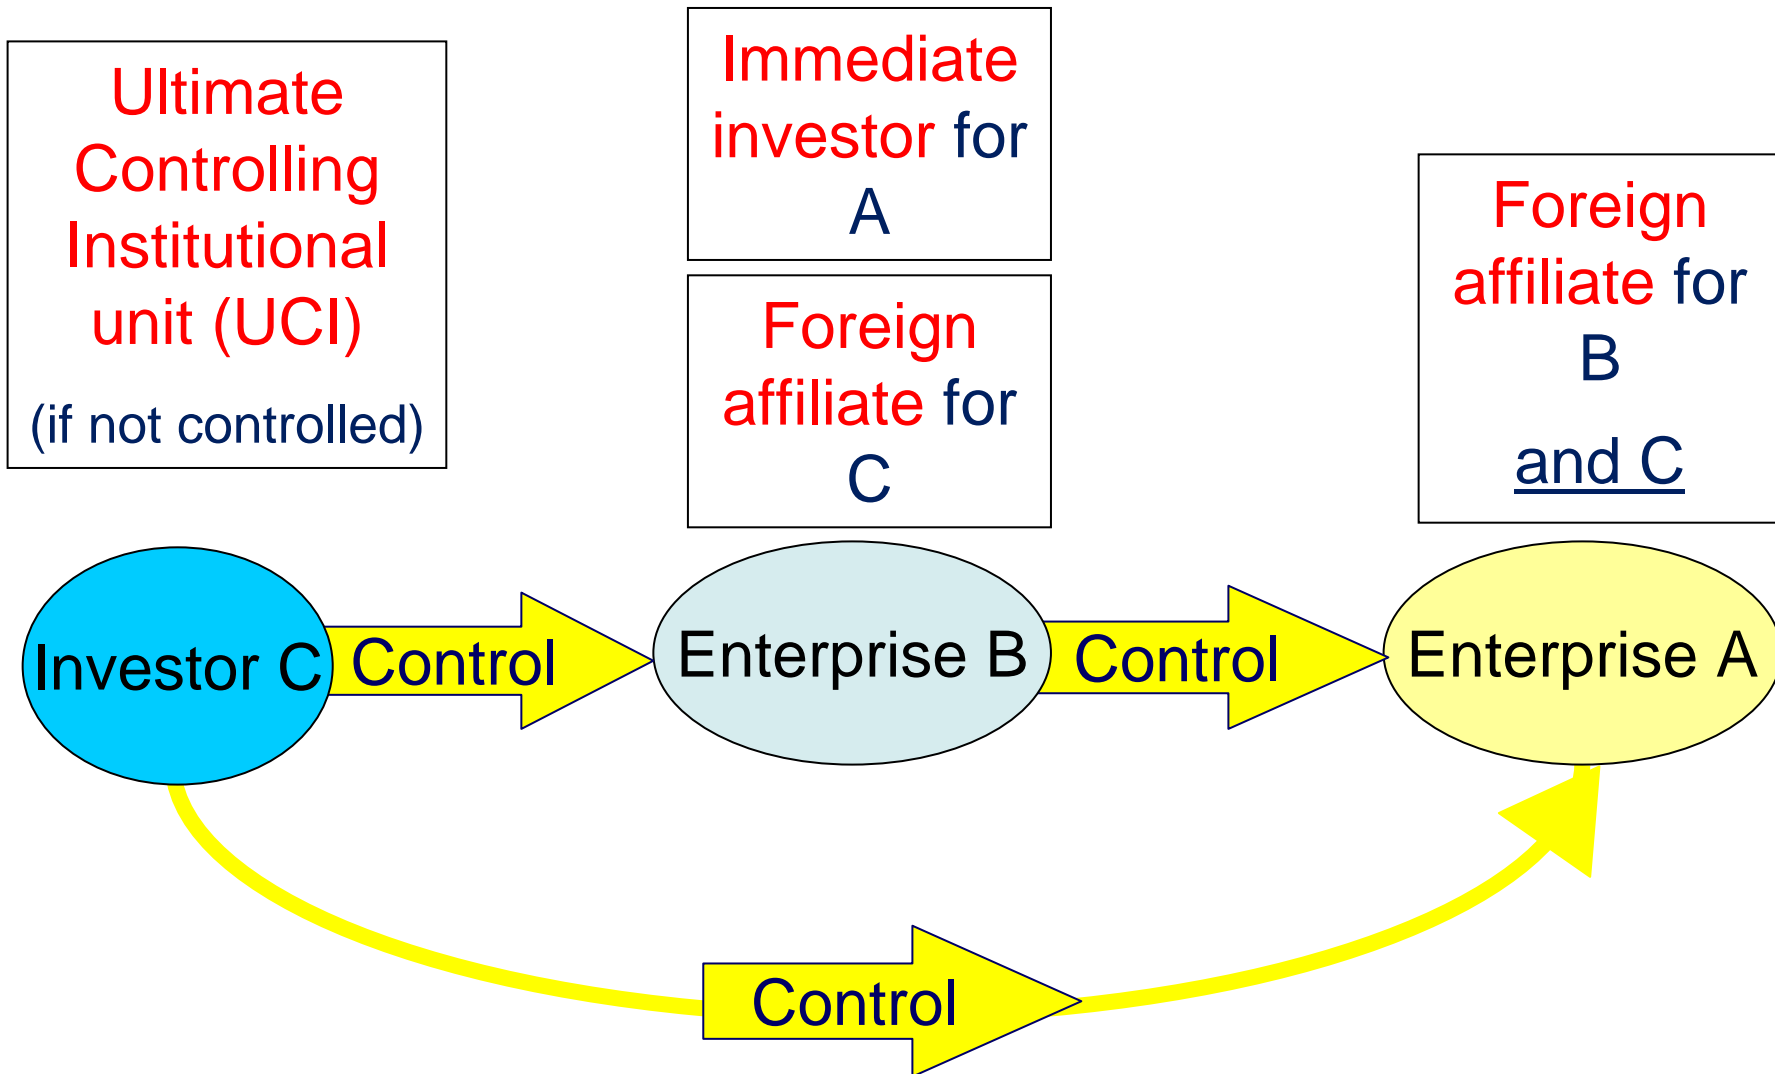 Ultimate
Controlling
Institutional
unit (UCI)
(if not controlled)
Immediate
investor for
A
Foreign
affiliate for
C
Foreign
affiliate for
B
and C
Investor C
Control
Enterprise B
Control
Enterprise A
Control